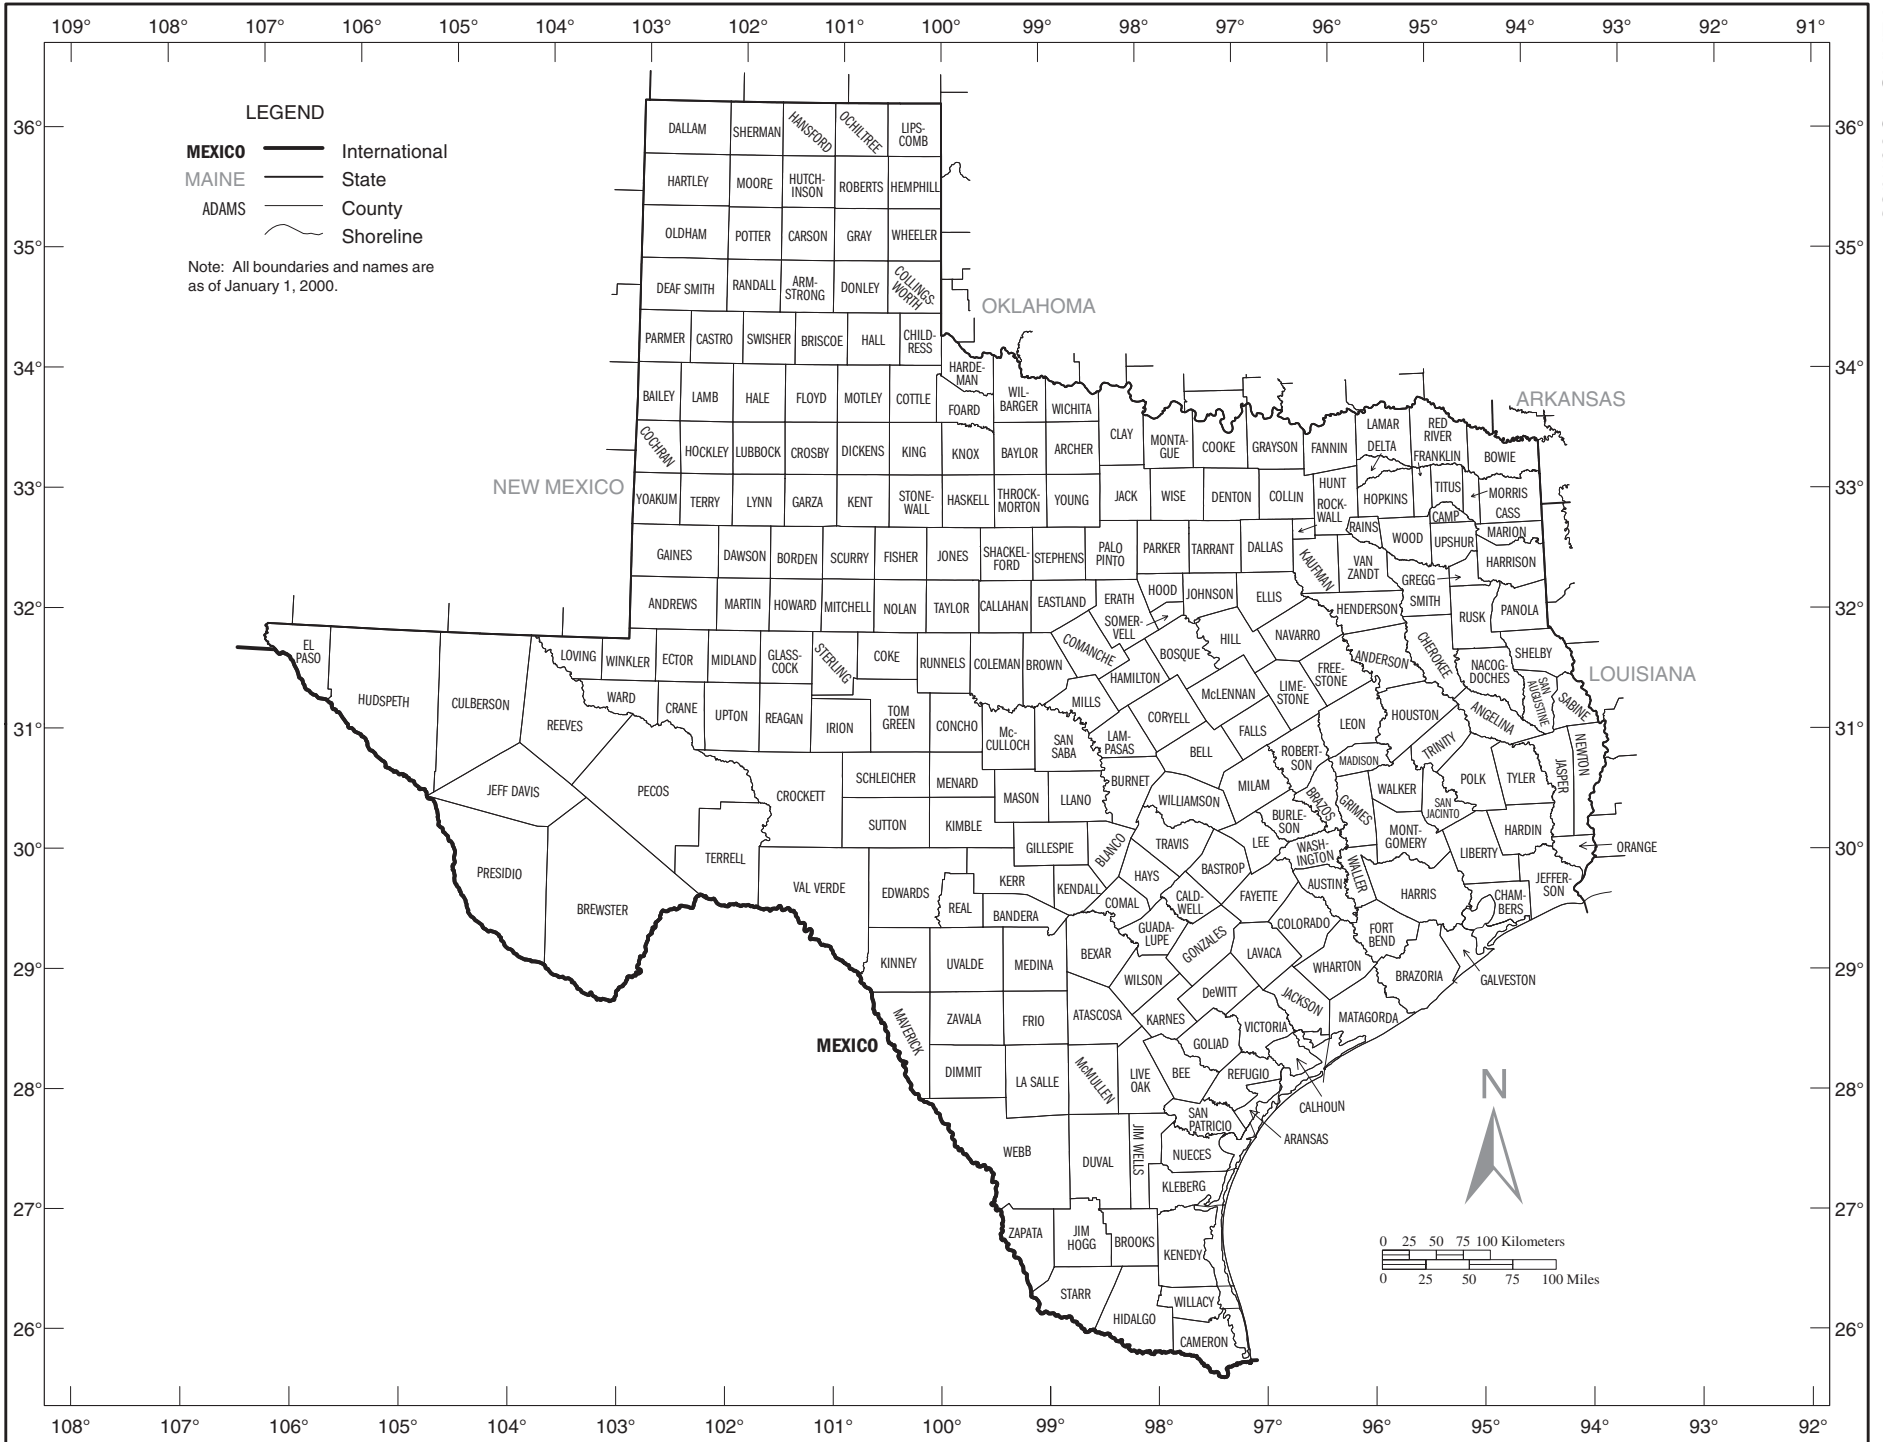 109° 108° 107° 106° 105° 104° 103° 102° 101° 100° 99° 98° 97° 96° 95° 94° 93° 92° 91°
LEGEND
MEXICO International
MAINE State
ADAMS County
Shoreline
Note: All boundaries and names are
as of January 1, 2000.
36° 36°
35° 35°
34° 34°
33° 33°
32° 32°
31° 31°
30° 30°
29° 29°
28° 28°
27° 27°
26° 26°
OKLAHOMA
ARKANSAS
NEW MEXICO
LOUISIANA
MEXICO
DALLAM
SHERMAN
HANSFORD
OCHILTREE
LIPS-
COMB
HARTLEY
MOORE
HUTCH-
INSON
ROBERTS
HEMPHILL
OLDHAM
POTTER
CARSON
GRAY
WHEELER
DEAF SMITH
RANDALL
ARM-
STRONG
DONLEY
COLLINGS-
WORTH
PARMER
CASTRO
SWISHER
BRISCOE
HALL
CHILD-
RESS
HARDE-
MAN
BAILEY
LAMB
HALE
FLOYD
MOTLEY
COTTLE
FOARD
WIL-
BARGER
WICHITA
COCHRAN
HOCKLEY
LUBBOCK
CROSBY
DICKENS
KING
KNOX
BAYLOR
ARCHER
CLAY
MONTA-
GUE
COOKE
GRAYSON
FANNIN
LAMAR
DELTA
RED
RIVER
FRANKLIN
BOWIE
YOAKUM
TERRY
LYNN
GARZA
KENT
STONE-
WALL
HASKELL
THROCK-
MORTON
YOUNG
JACK
WISE
DENTON
COLLIN
HUNT
ROCK-
WALL
HOPKINS
TITUS
MORRIS
CASS
CAMP
MARION
RAINS
WOOD
UPSHUR
HARRISON
GAINES
DAWSON
BORDEN
SCURRY
FISHER
JONES
SHACKEL-
FORD
STEPHENS
PALO
PINTO
PARKER
TARRANT
DALLAS
KAUFMAN
VAN
ZANDT
GREGG
SMITH
RUSK
PANOLA
ANDREWS
MARTIN
HOWARD
MITCHELL
NOLAN
TAYLOR
CALLAHAN
EASTLAND
ERATH
HOOD
SOMER-
VELL
JOHNSON
ELLIS
HENDERSON
HILL
NAVARRO
EL
PASO
HUDSPETH
CULBERSON
LOVING
WINKLER
ECTOR
MIDLAND
GLASS-
COCK
STERLING
COKE
RUNNELS
COLEMAN
BROWN
COMANCHE
HAMILTON
BOSQUE
FREE-
STONE
ANDERSON
CHEROKEE
NACOG-
DOCHES
SHELBY
REEVES
WARD
CRANE
UPTON
REAGAN
IRION
TOM
GREEN
CONCHO
Mc-
CULLOCH
SAN
SABA
MILLS
LAM-
PASAS
CORYELL
McLENNAN
LIME-
STONE
FALLS
BELL
LEON
HOUSTON
ANGELINA
SAN
AUGUSTINE
SABINE
JEFF DAVIS
PECOS
CROCKETT
SCHLEICHER
MENARD
MASON
LLANO
BURNET
WILLIAMSON
MILAM
ROBERT-
SON
MADISON
TRINITY
WALKER
POLK
TYLER
JASPER
NEWTON
BRAZOS
GRIMES
SAN
JACINTO
SUTTON
KIMBLE
GILLESPIE
BLANCO
TRAVIS
LEE
BURLE-
SON
WASH-
INGTON
MONT-
GOMERY
LIBERTY
HARDIN
ORANGE
PRESIDIO
BREWSTER
TERRELL
VAL VERDE
EDWARDS
REAL
KERR
BANDERA
KENDALL
HAYS
COMAL
CALD-
WELL
BASTROP
FAYETTE
AUSTIN
WALLER
HARRIS
CHAM-
BERS
JEFFER-
SON
GUADA-
LUPE
GONZALES
COLORADO
FORT
BEND
LAVACA
WHARTON
BRAZORIA
GALVESTON
KINNEY
UVALDE
MEDINA
BEXAR
WILSON
DeWITT
JACKSON
MATAGORDA
MAVERICK
ZAVALA
FRIO
ATASCOSA
KARNES
GOLIAD
VICTORIA
CALHOUN
DIMMIT
LA SALLE
McMULLEN
LIVE
OAK
BEE
REFUGIO
ARANSAS
SAN
PATRICIO
WEBB
DUVAL
JIM WELLS
NUECES
KLEBERG
ZAPATA
JIM
HOGG
BROOKS
KENEDY
STARR
HIDALGO
WILLACY
CAMERON
N
0 25 50 75 100 Kilometers
0 25 50 75 100 Miles
108° 107° 106° 105° 104° 103° 102° 101° 100° 99° 98° 97° 96° 95° 94° 93° 92°